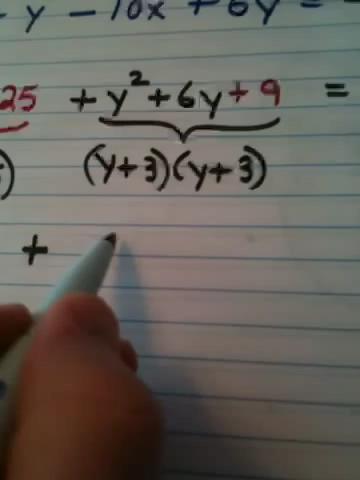 - y - 10x + 6y =
25 + y² + 6y + 9 =
) (y+3)(y+3)
+